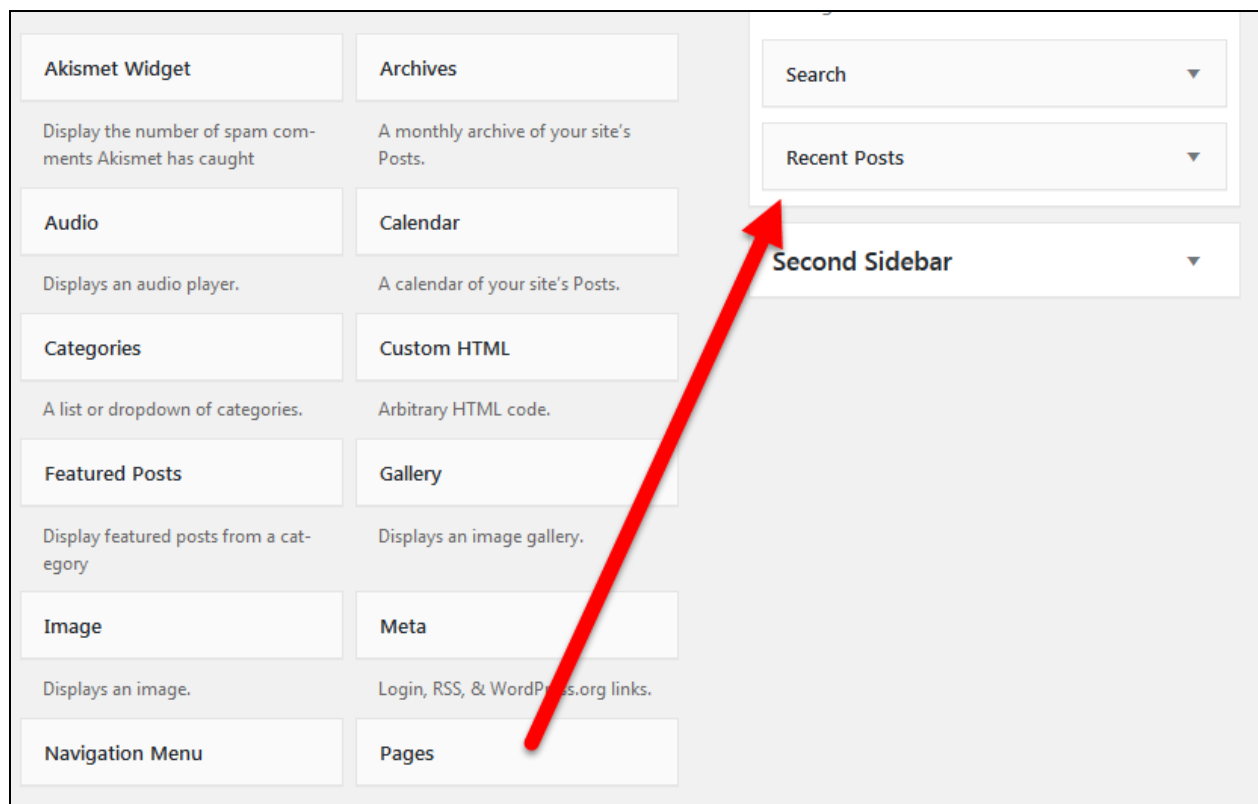 Akismet Widget
Archives
Display the number of spam com-
ments Akismet has caught
A monthly archive of your site's
Posts.
Audio
Calendar
Displays an audio player.
A calendar of your site's Posts.
Categories
Custom HTML
A list or dropdown of categories.
Arbitrary HTML code.
Featured Posts
Gallery
Display featured posts from a cat-
egory
Displays an image gallery.
Image
Meta
Displays an image.
Login, RSS, & WordPress.org links.
Navigation Menu
Pages
Search
Recent Posts
Second Sidebar